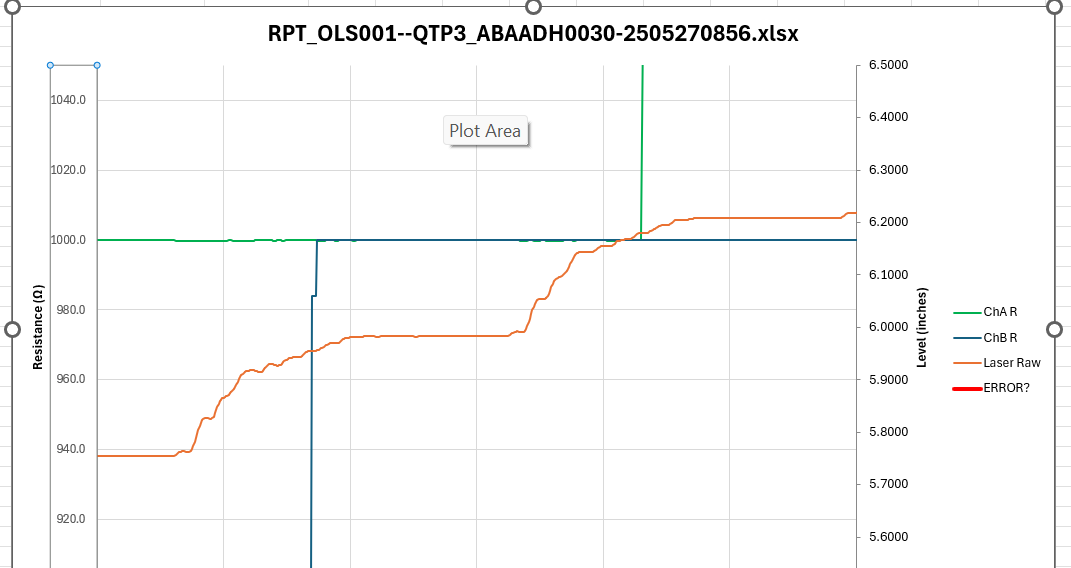 RPT_OLS001--QTP3_ABAADH0030-2505270856.xlsx
Plot Area
Resistance (Ω)
1040.0
1020.0
1000.0
980.0
960.0
940.0
920.0
6.5000
6.4000
6.3000
6.2000
6.1000
6.0000
5.9000
5.8000
5.7000
5.6000
Level (inches)
ChA R
ChB R
Laser Raw
ERROR?